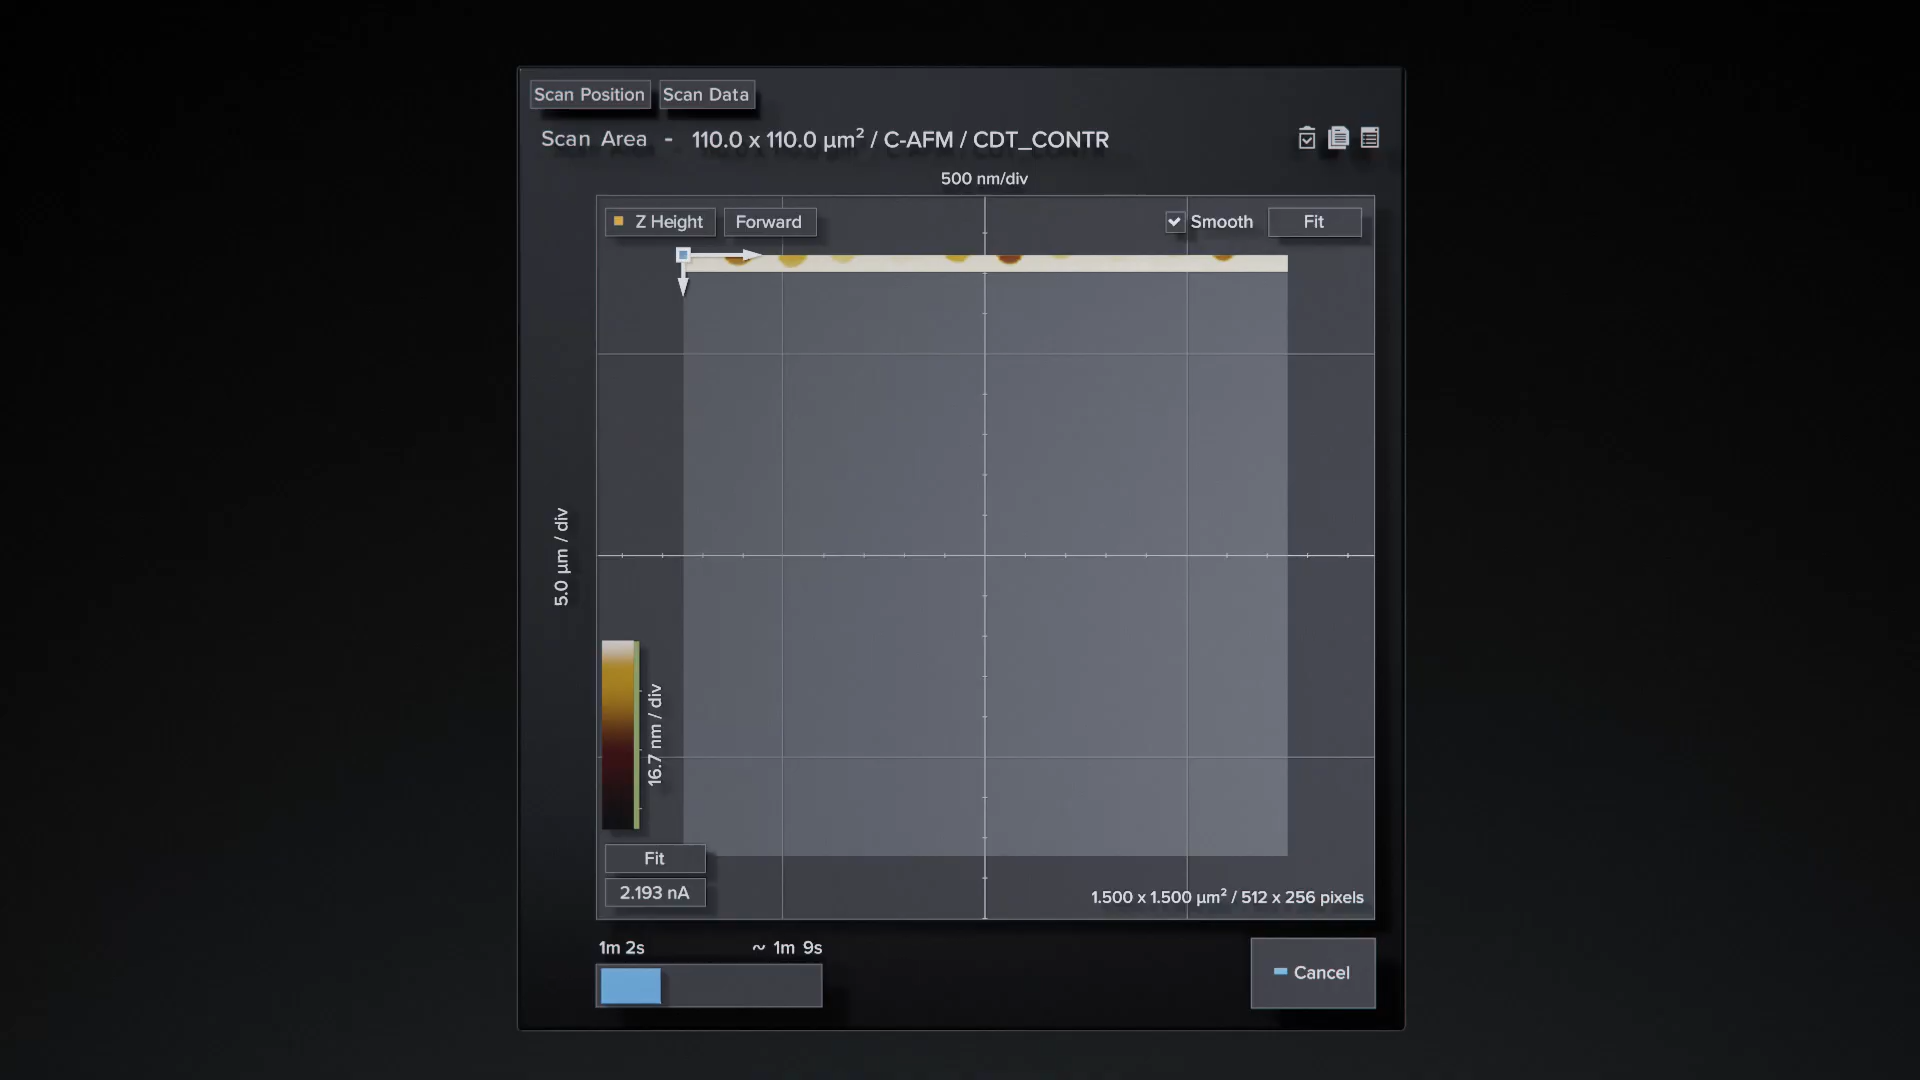 Scan Position Scan Data
Scan Area - 110.0 x 110.0 µm² / C-AFM / CDT_CONTR
500 nm/div
Z Height Forward Smooth Fit
5.0 µm / div
16.7 nm / div
Fit
2.193 nA
1.500 x 1.500 µm² / 512 x 256 pixels
1m 2s ~ 1m 9s
Cancel